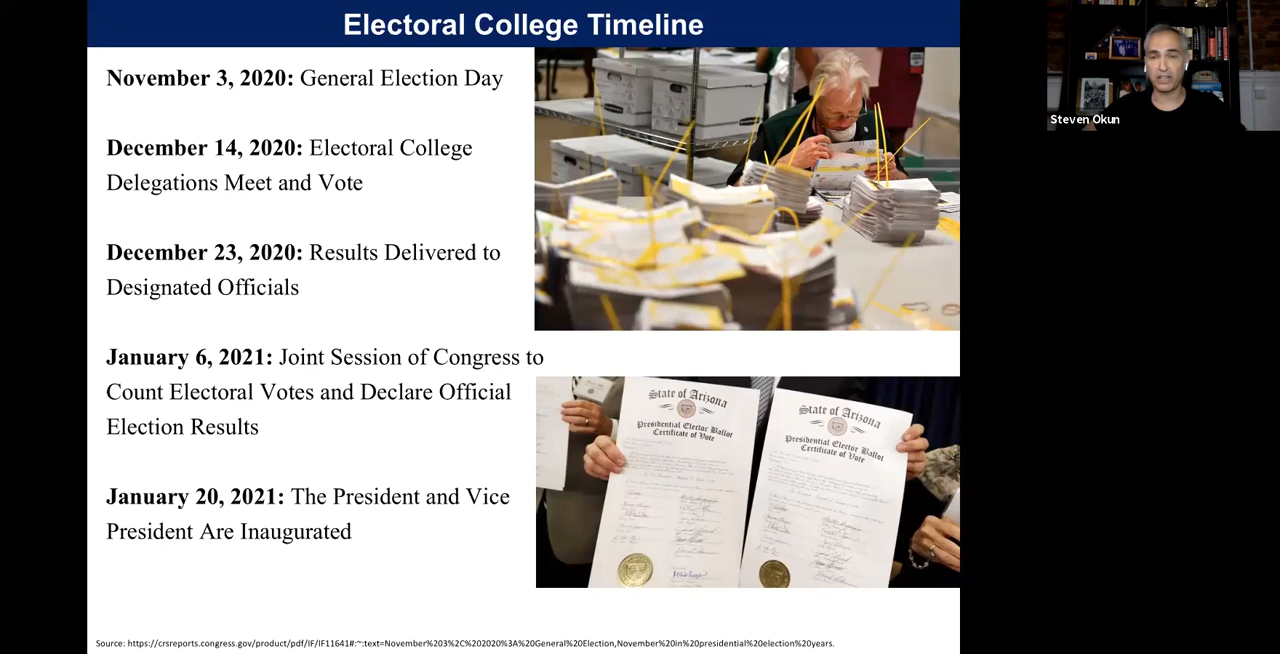 Electoral College Timeline
November 3, 2020: General Election Day
December 14, 2020: Electoral College
Delegations Meet and Vote
December 23, 2020: Results Delivered to
Designated Officials
January 6, 2021: Joint Session of Congress to
Count Electoral Votes and Declare Official
Election Results
January 20, 2021: The President and Vice
President Are Inaugurated
Steven Okun
State of Arizona
Presidential Elector Ballot
Certificate of Vote
State of Arizona
Presidential Elector Ballot
Certificate of Vote
Source: https://crsreports.congress.gov/product/pdf/IF/IF11641#:~:text=November%203%2C%202020%3A%20General%20Election,November%20in%20presidential%20election%20years.